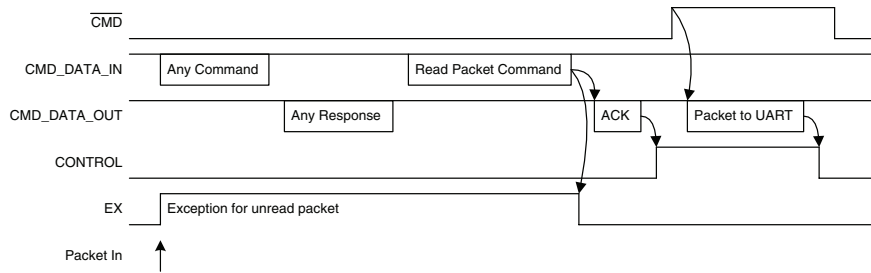 CMD
CMD_DATA_IN
Any Command
Read Packet Command
CMD_DATA_OUT
Any Response
ACK
Packet to UART
CONTROL
EX
Exception for unread packet
Packet In